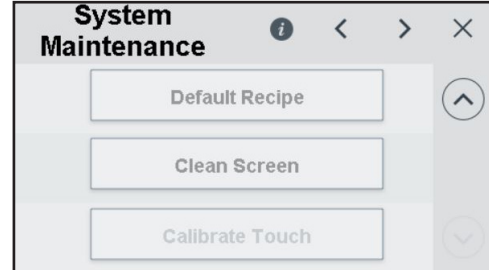 System
Maintenance
Default Recipe
Clean Screen
Calibrate Touch